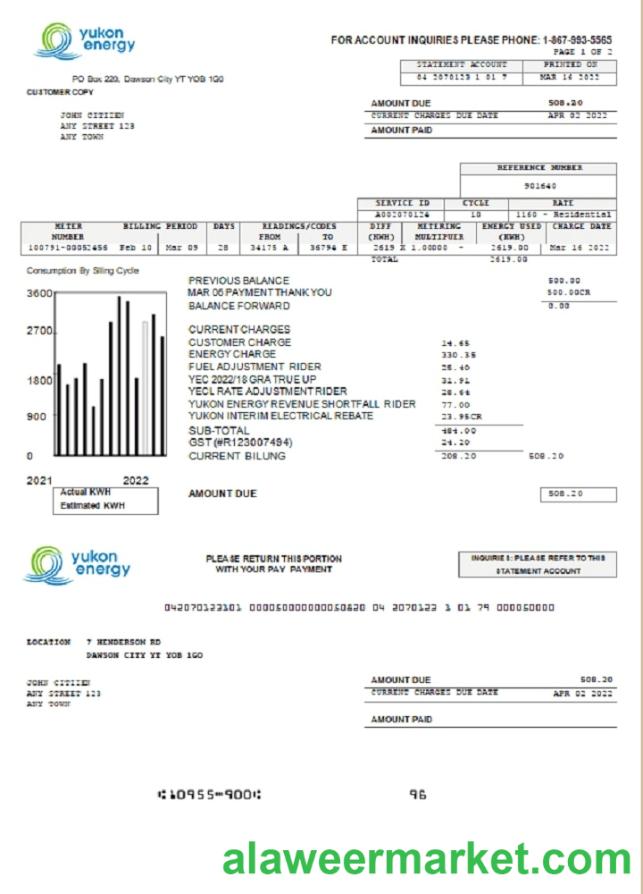 yukon
energy
FOR ACCOUNT INQUIRIES PLEASE PHONE: 1-867-993-5565
PAGE 1 OF 2
STATEMENT ACCOUNT PRINTED ON
04 2070123 1 01 7 MAR 16 2022
PO Box 220, Dawson City YT YOB 1G0
CUSTOMER COPY
AMOUNT DUE 508.20
CURRENT CHARGES DUE DATE APR 02 2022
AMOUNT PAID
JOHN CITIZEN
ANY STREET 123
ANY TOWN
REFERENCE NUMBER
901640
SERVICE ID CYCLE RATE
A002070124 10 1160 - Residential
METER NUMBER BILLING PERIOD DAYS READINGS/CODES FROM TO DIFF (KWH) METERING MULTIPUER ENERGY USED (KWH) CHARGE DATE
100791-00052456 Feb 10 Mar 09 28 34175 A 36794 E 2619 X 1.00000 - 2619.00 Mar 16 2022
TOTAL 2619.00
Consumption By Siling Cycle
3600
2700
1800
900
0
2021 2022
Actual KWH
Estimated KWH
PREVIOUS BALANCE 500.00
MAR 06 PAYMENT THANK YOU 500.00CR
BALANCE FORWARD 0.00
CURRENT CHARGES
CUSTOMER CHARGE 14.65
ENERGY CHARGE 330.35
FUEL ADJUSTMENT RIDER 25.40
YEC 2022/18 GRA TRUE UP 31.91
YECL RATE ADJUSTMENT RIDER 28.64
YUKON ENERGY REVENUE SHORTFALL RIDER 77.00
YUKON INTERIM ELECTRICAL REBATE 23.95CR
SUB-TOTAL 484.00
GST (#R123007494) 24.20
CURRENT BILUNG 208.20 508.20
AMOUNT DUE 508.20
yukon
energy
PLEASE RETURN THIS PORTION
WITH YOUR PAY PAYMENT
INQUIRIES: PLEASE REFER TO THIS
STATEMENT ACCOUNT
042070123101 00005000000000050820 04 2070123 1 01 79 000050000
LOCATION 7 HENDERSON RD
DAWSON CITY YT YOB 1GO
JOHN CITIZEN
ANY STREET 123
ANY TOWN
AMOUNT DUE 508.20
CURRENT CHARGES DUE DATE APR 02 2022
AMOUNT PAID
⑆10955⑉900⑆ 96
alaweermarket.com